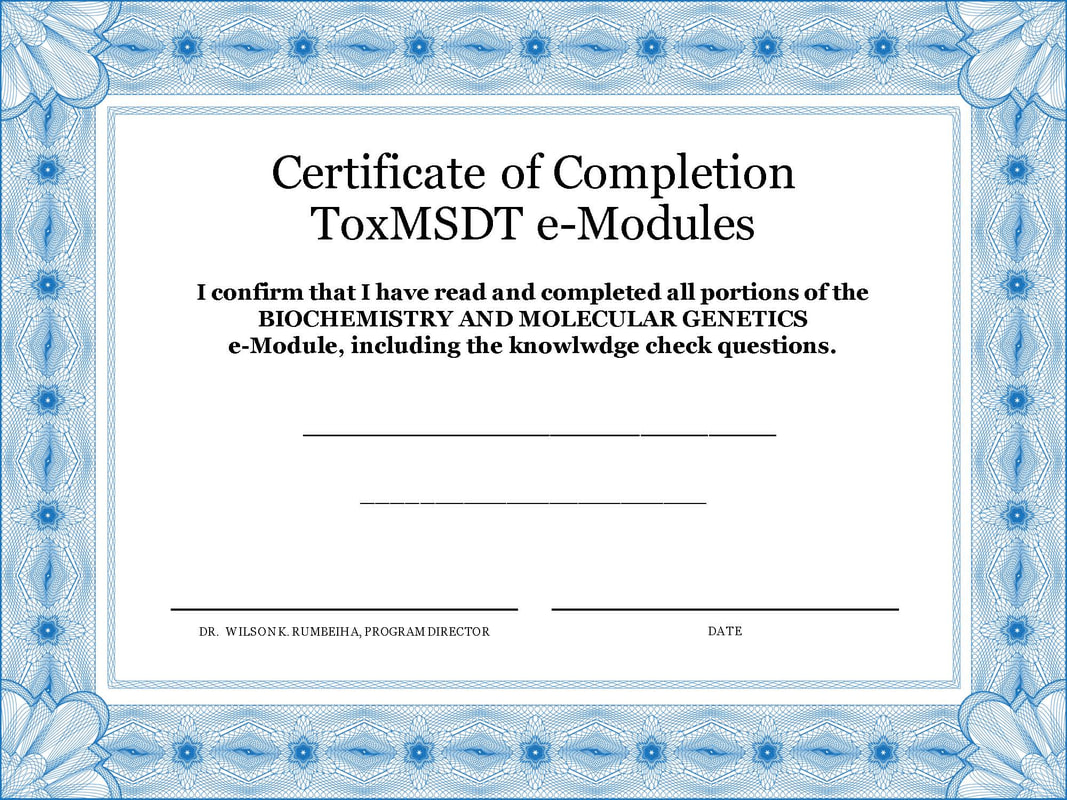 Certificate of Completion
ToxMSDT e-Modules
I confirm that I have read and completed all portions of the
BIOCHEMISTRY AND MOLECULAR GENETICS
e-Module, including the knowlwdge check questions.
DR. WILSON K. RUMBEIHA, PROGRAM DIRECTOR
DATE